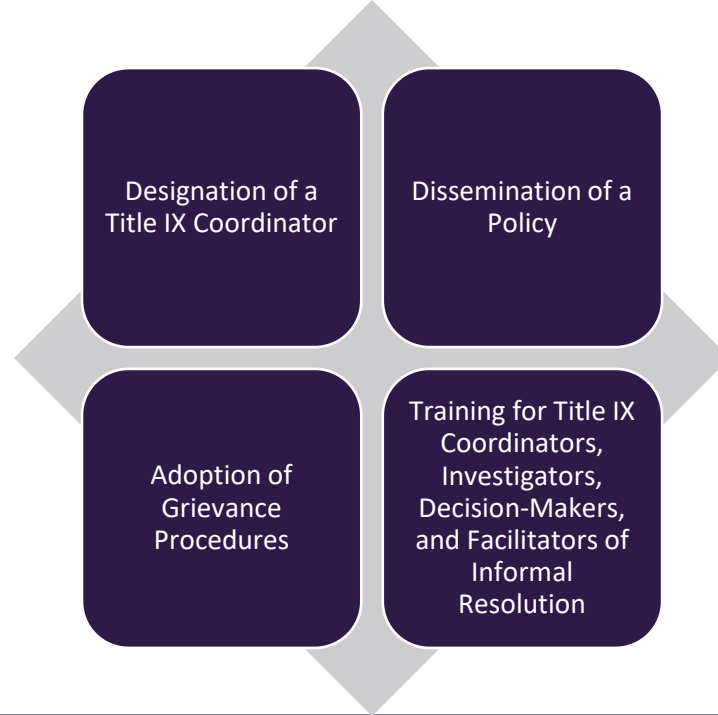 Designation of a
Title IX Coordinator
Dissemination of a
Policy
Adoption of
Grievance
Procedures
Training for Title IX
Coordinators,
Investigators,
Decision-Makers,
and Facilitators of
Informal
Resolution